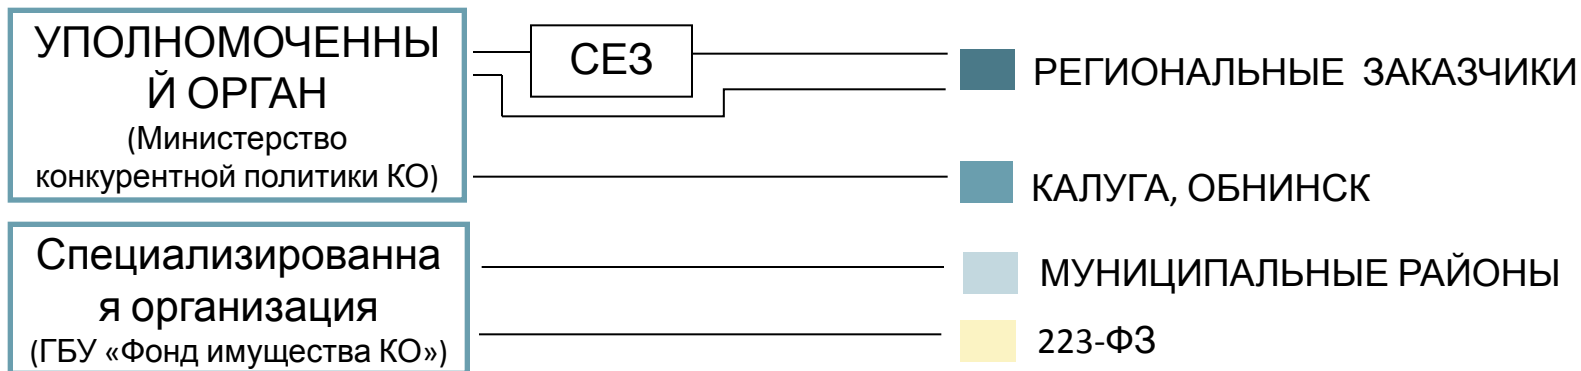 УПОЛНОМОЧЕННЫ
Й ОРГАН
(Министерство
конкурентной политики КО)
СЕЗ
РЕГИОНАЛЬНЫЕ ЗАКАЗЧИКИ
КАЛУГА, ОБНИНСК
Специализированна
я организация
(ГБУ «Фонд имущества КО»)
МУНИЦИПАЛЬНЫЕ РАЙОНЫ
223-ФЗ